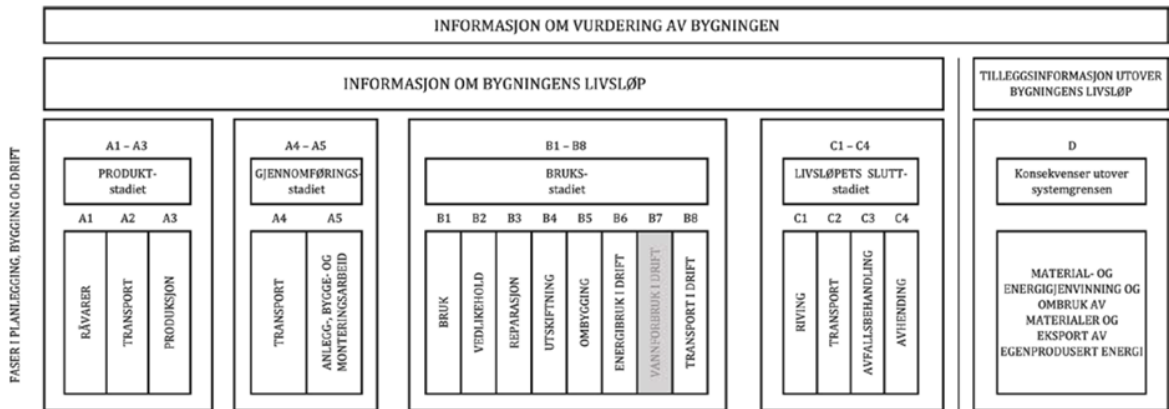 INFORMASJON OM VURDERING AV BYGNINGEN
INFORMASJON OM BYGNINGENS LIVSLØP
TILLEGGSINFORMASJON UTOVER
BYGNINGENS LIVSLØP
FASER I PLANLEGGING, BYGGING OG DRIFT
A1 – A3
PRODUKT-
stadiet
A1 A2 A3
RÅVARER
TRANSPORT
PRODUKSJON
A4 – A5
GJENNOMFØRINGS-
stadiet
A4 A5
TRANSPORT
ANLEGG-, BYGGE- OG
MONTERINGSARBEID
B1 – B8
BRUKS-
stadiet
B1 B2 B3 B4 B5 B6 B7 B8
BRUK
VEDLIKEHOLD
REPARASJON
UTSKIFTNING
OMBYGGING
ENERGIBRUK I DRIFT
VANNFORBRUK I DRIFT
TRANSPORT I DRIFT
C1 – C4
LIVSLØPETS SLUTT-
stadiet
C1 C2 C3 C4
RIVING
TRANSPORT
AVFALLSBEHANDLING
AVHENDING
D
Konsekvenser utover
systemgrensen
MATERIAL- OG
ENERGIGJENVINNING OG
OMBRUK AV
MATERIALER OG
EKSPORT AV
EGENPRODUSERT ENERGI